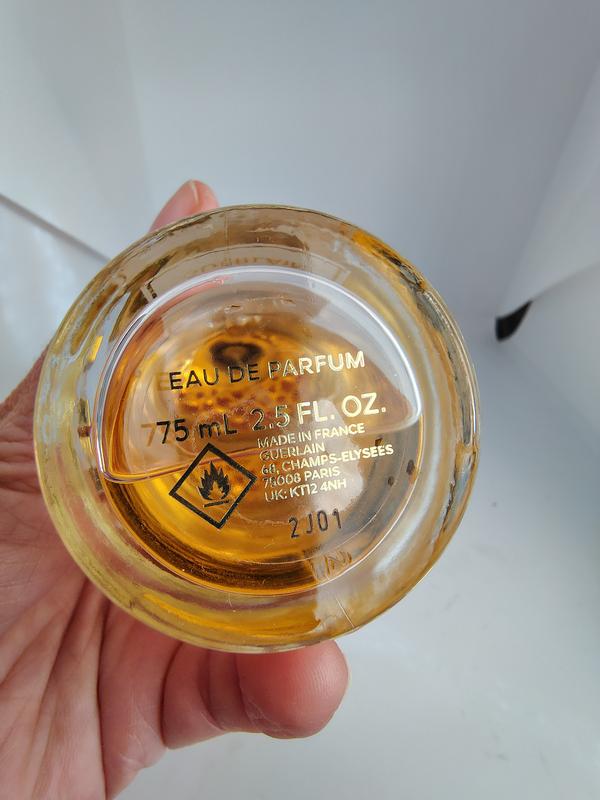 EAU DE PARFUM
75 mL 2.5 FL. OZ.
MADE IN FRANCE
GUERLAIN
68, CHAMPS-ELYSEES
75008 PARIS
UK: KT12 4NH
2J01